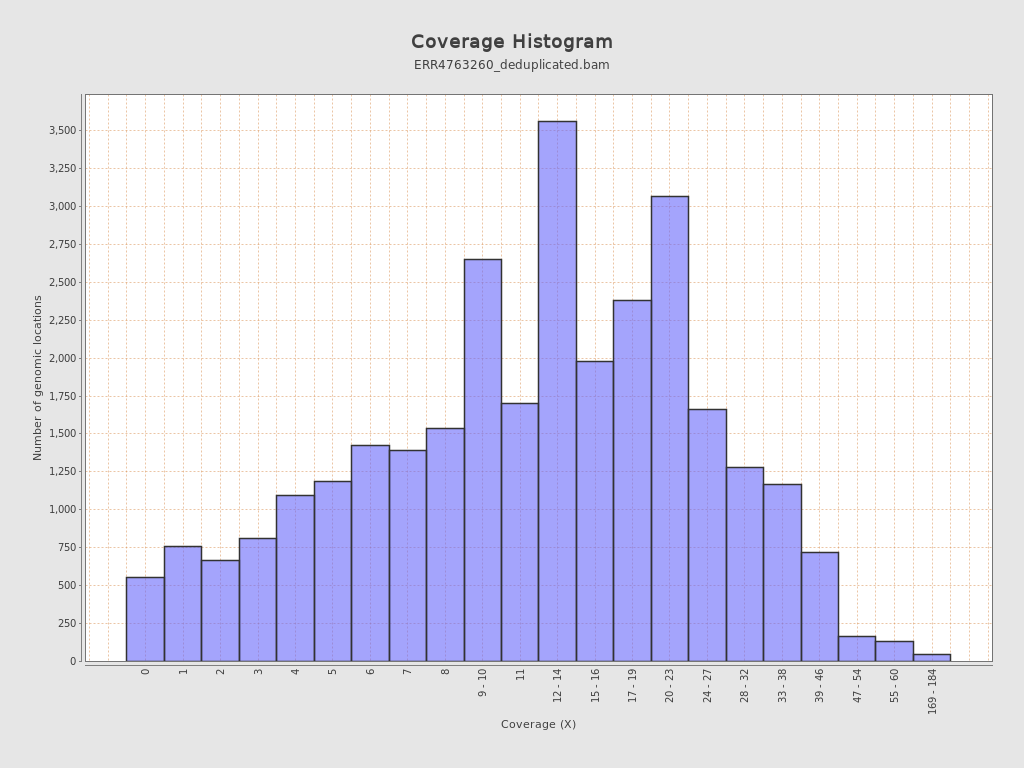 Coverage Histogram
ERR4763260_deduplicated.bam
Number of genomic locations
3,500
3,250
3,000
2,750
2,500
2,250
2,000
1,750
1,500
1,250
1,000
750
500
250
0
0
1
2
3
4
5
6
7
8
9 - 10
11
12 - 14
15 - 16
17 - 19
20 - 23
24 - 27
28 - 32
33 - 38
39 - 46
47 - 54
55 - 60
169 - 184
Coverage (X)